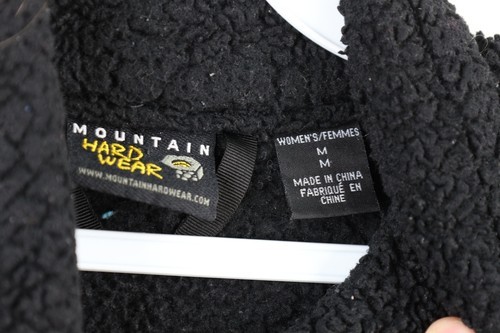 MOUNTAIN
HARD
WEAR
WWW.MOUNTAINHARDWEAR.COM
WOMEN'S/FEMMES
M
M
MADE IN CHINA
FABRIQUÉ EN
CHINE